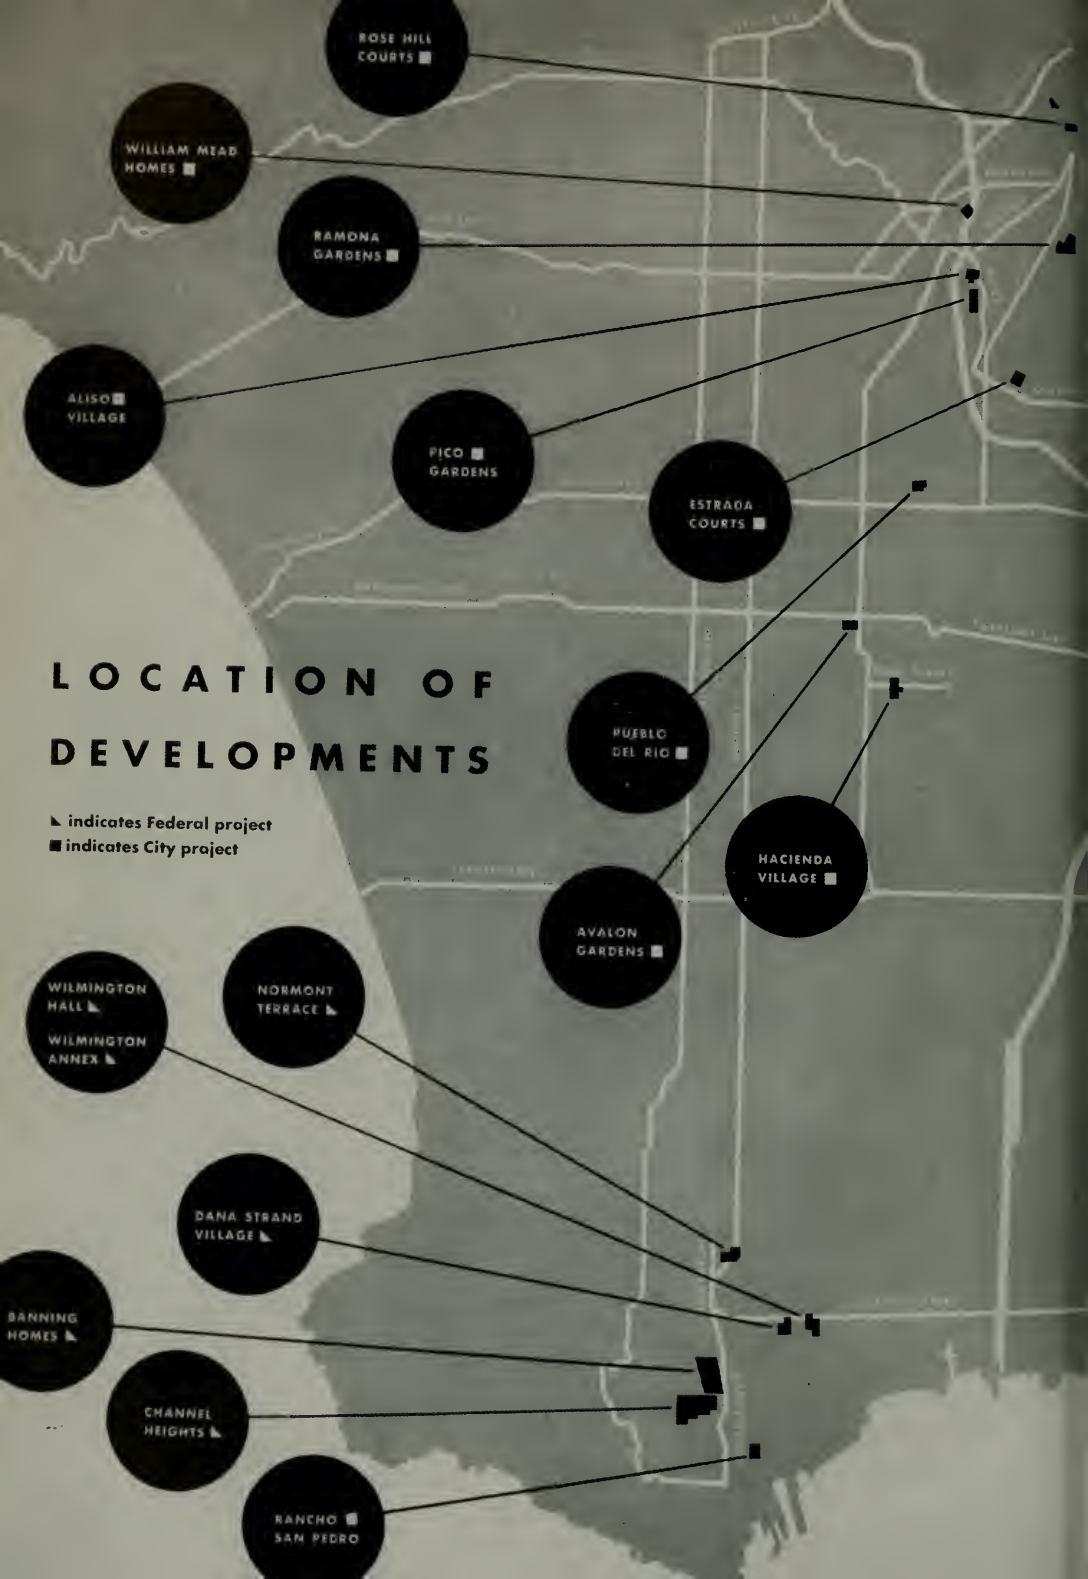 ROSE HILL
COURTS
WILLIAM MEAD
HOMES
RAMONA
GARDENS
ALISO
VILLAGE
PICO
GARDENS
ESTRADA
COURTS
LOCATION OF
DEVELOPMENTS
indicates Federal project
indicates City project
PUEBLO
DEL RIO
HACIENDA
VILLAGE
AVALON
GARDENS
WILMINGTON
HALL
WILMINGTON
ANNEX
NORMONT
TERRACE
DANA STRAND
VILLAGE
BANNING
HOMES
CHANNEL
HEIGHTS
RANCHO
SAN PEDRO